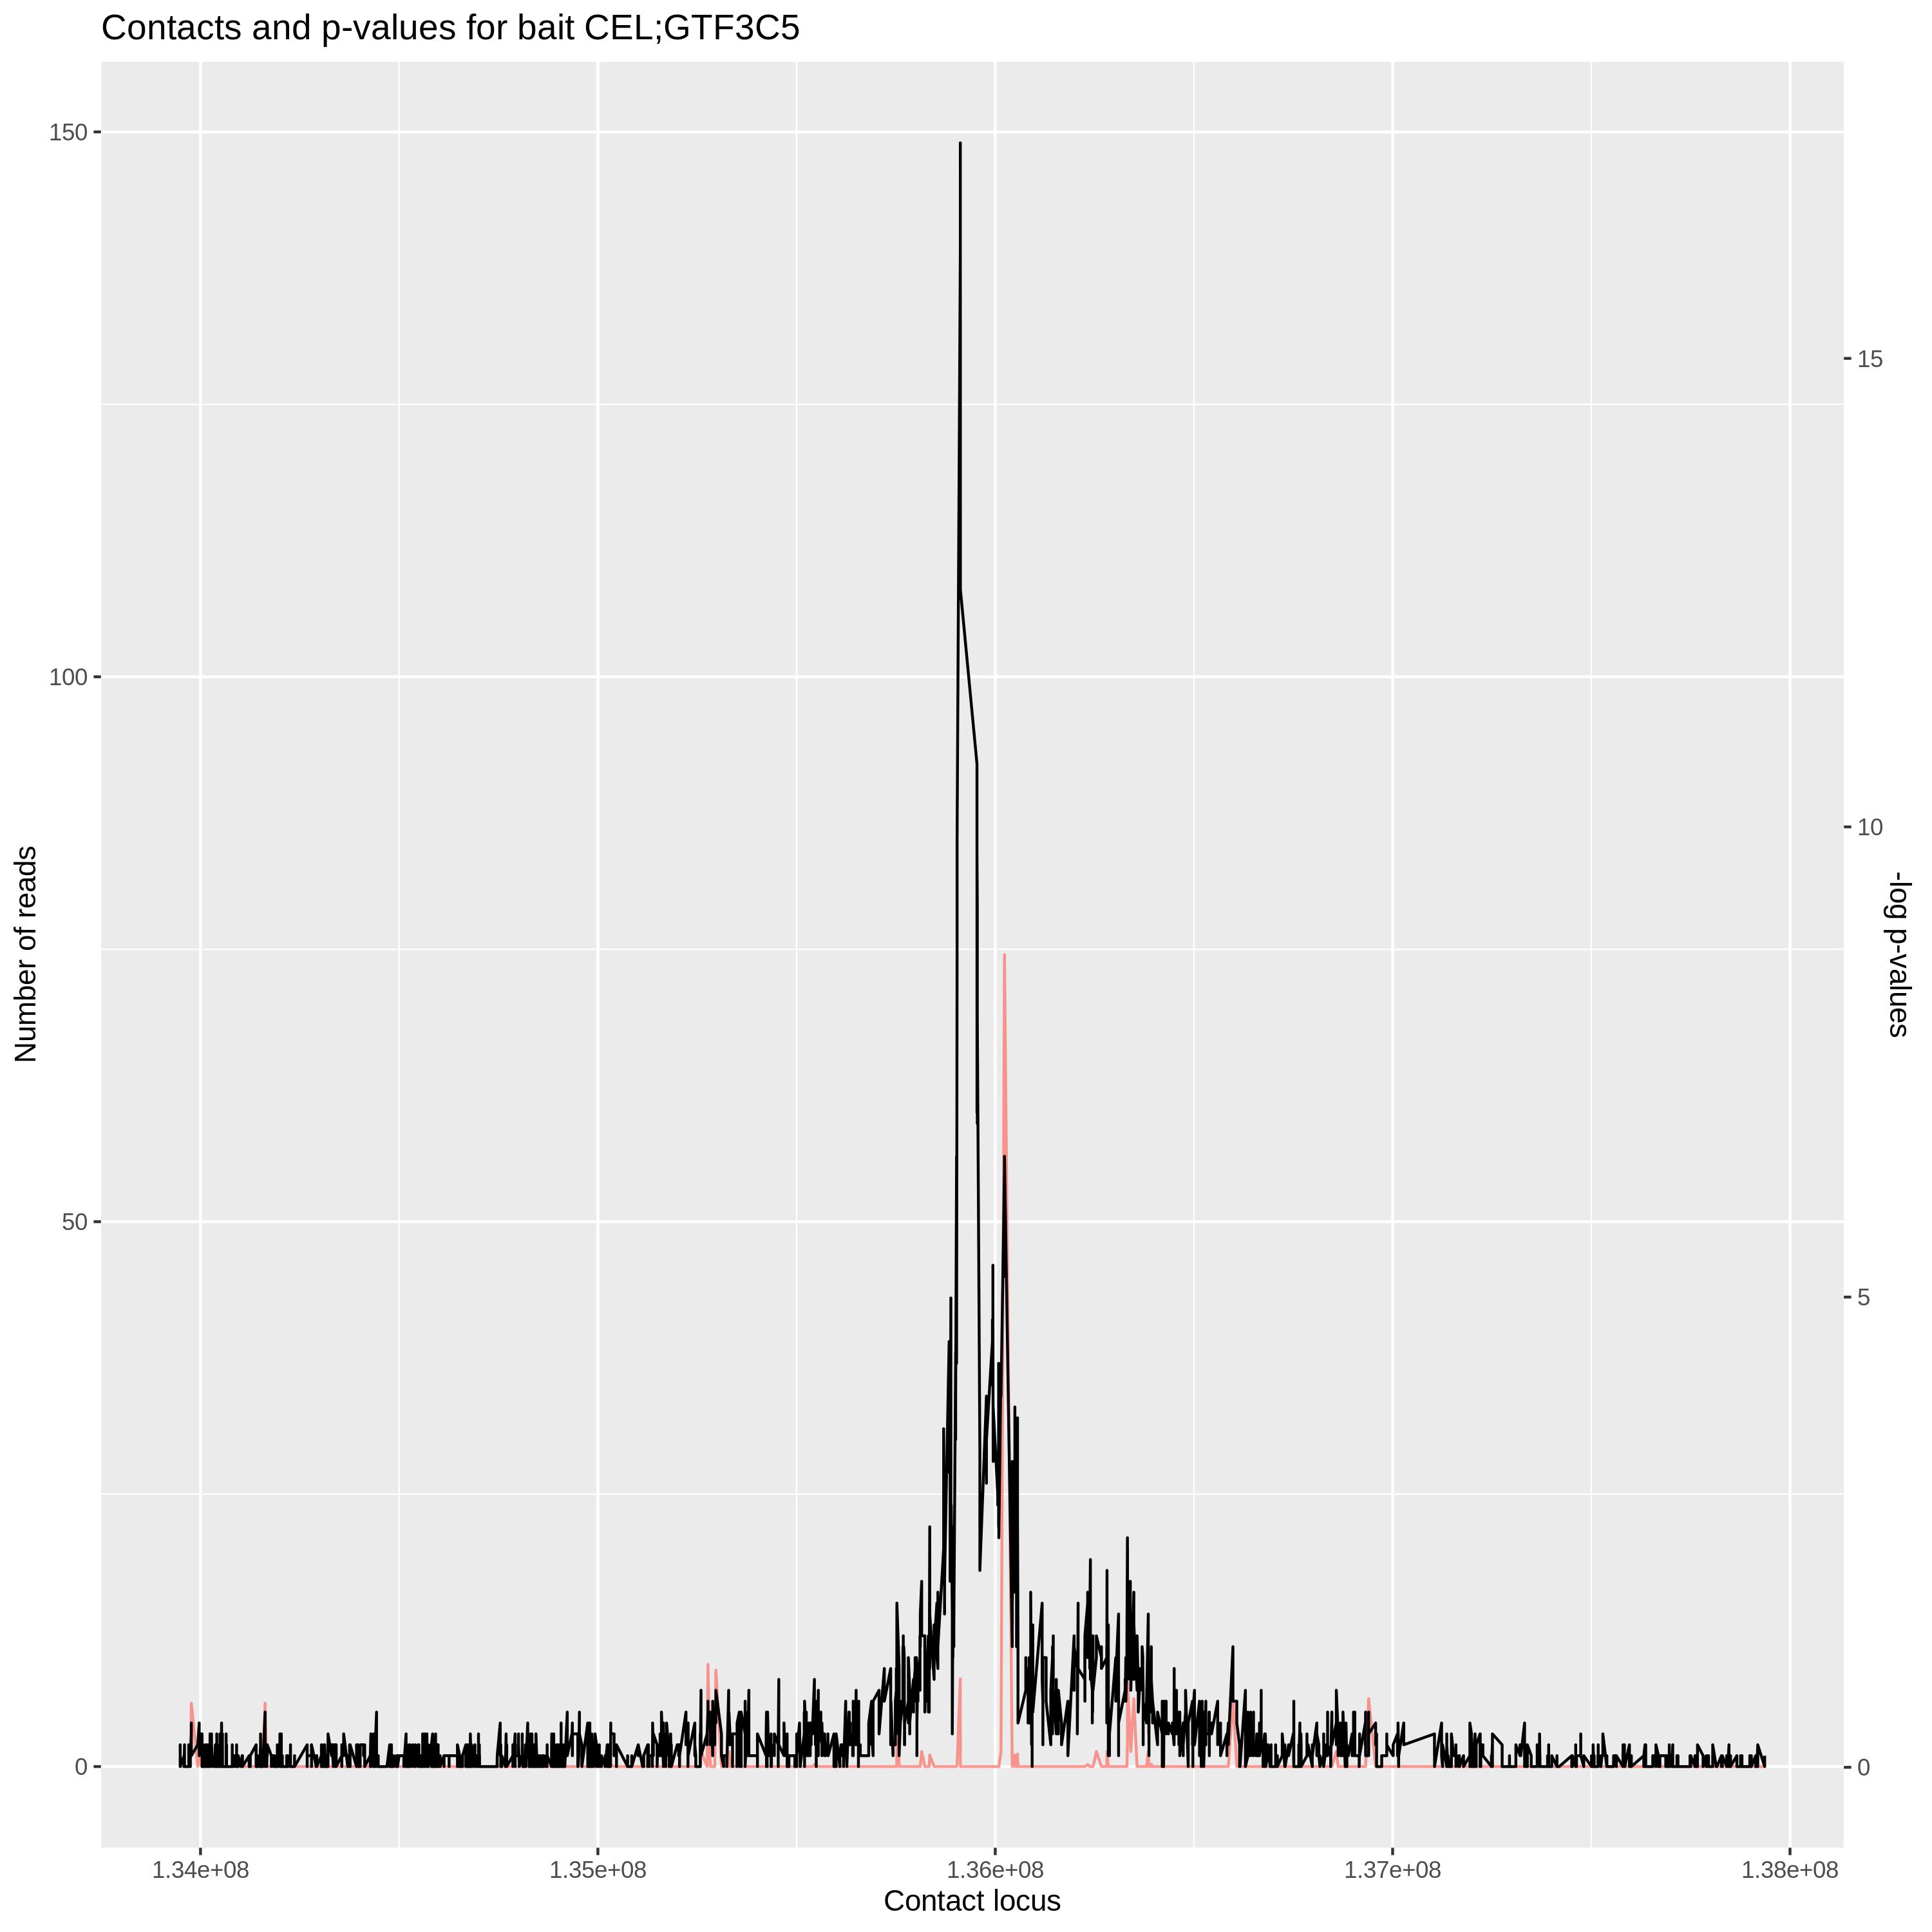 Contacts and p-values for bait CEL;GTF3C5
150
100
50
0
Number of reads
15
10
5
0
-log p-values
1.34e+08
1.35e+08
1.36e+08
1.37e+08
1.38e+08
Contact locus